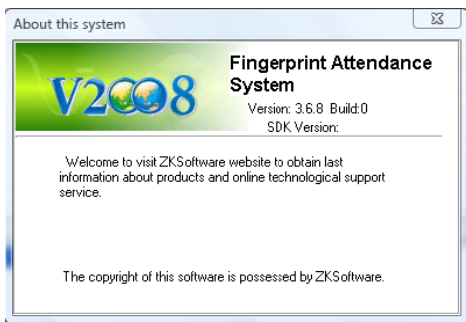 About this system
V2008
Fingerprint Attendance
System
Version: 3.6.8 Build:0
SDK Version:
Welcome to visit ZKSoftware website to obtain last
information about products and online technological support
service.
The copyright of this software is possessed by ZKSoftware.